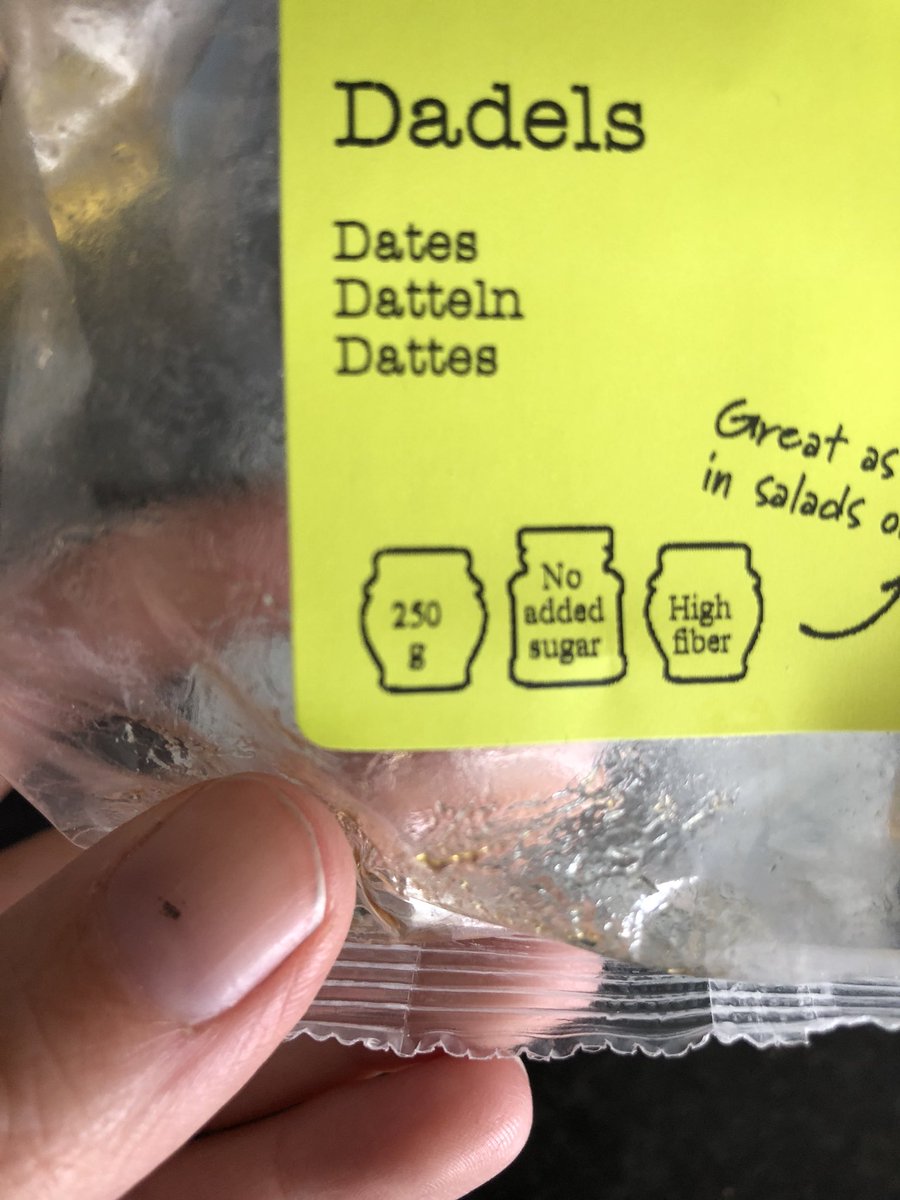 Dadels
Dates
Datteln
Dattes
Great as
in salads
250
g
No
added
sugar
High
fiber